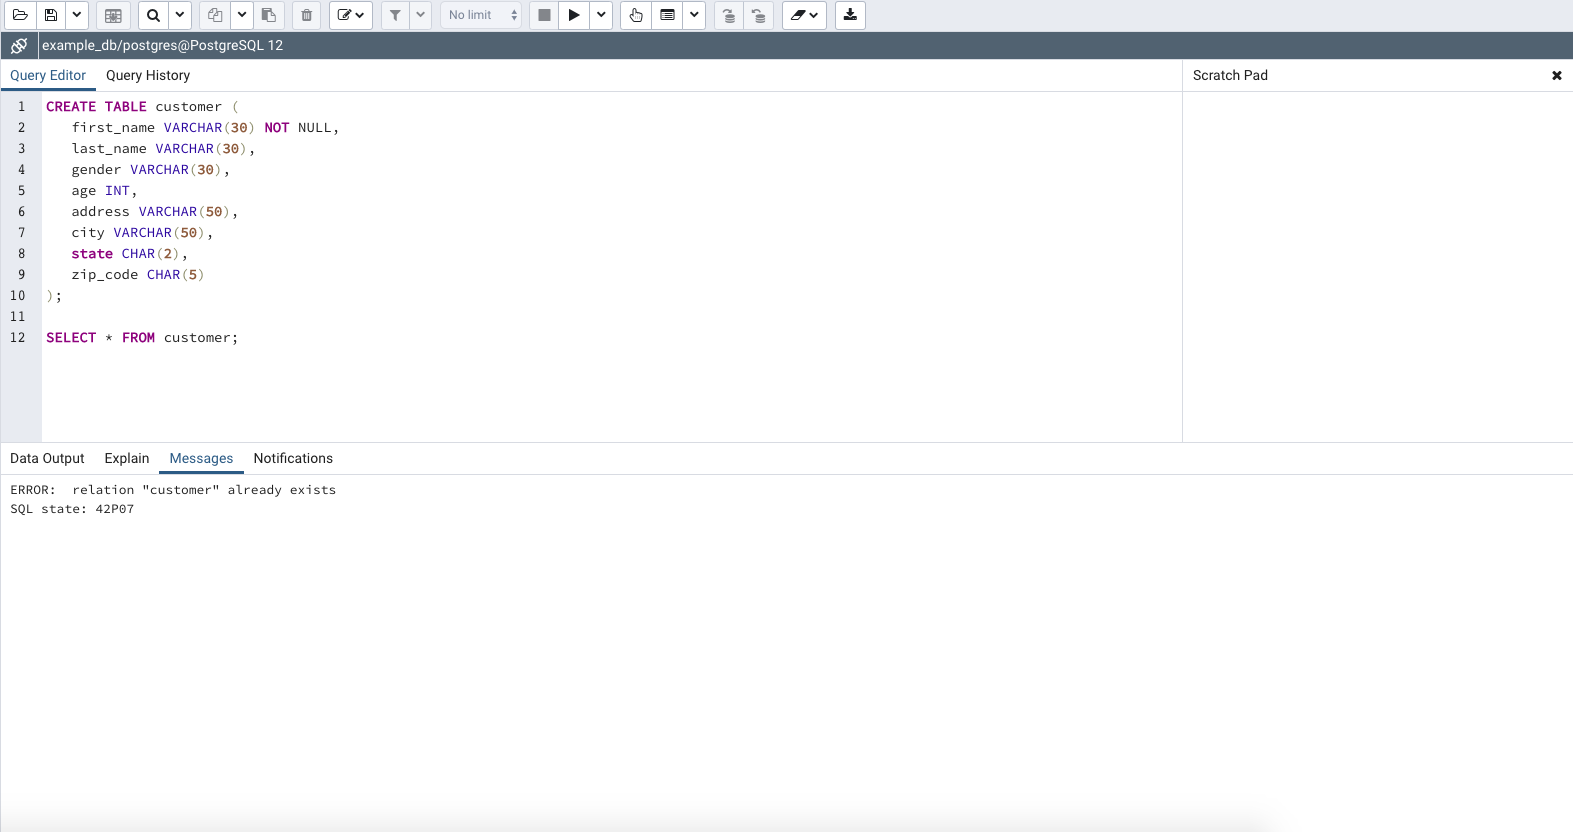 No limit
example_db/postgres@PostgreSQL 12
Query Editor Query History
Scratch Pad
1 CREATE TABLE customer (
2 first_name VARCHAR(30) NOT NULL,
3 last_name VARCHAR(30),
4 gender VARCHAR(30),
5 age INT,
6 address VARCHAR(50),
7 city VARCHAR(50),
8 state CHAR(2),
9 zip_code CHAR(5)
10 );
11
12 SELECT * FROM customer;
Data Output Explain Messages Notifications
ERROR:  relation "customer" already exists
SQL state: 42P07